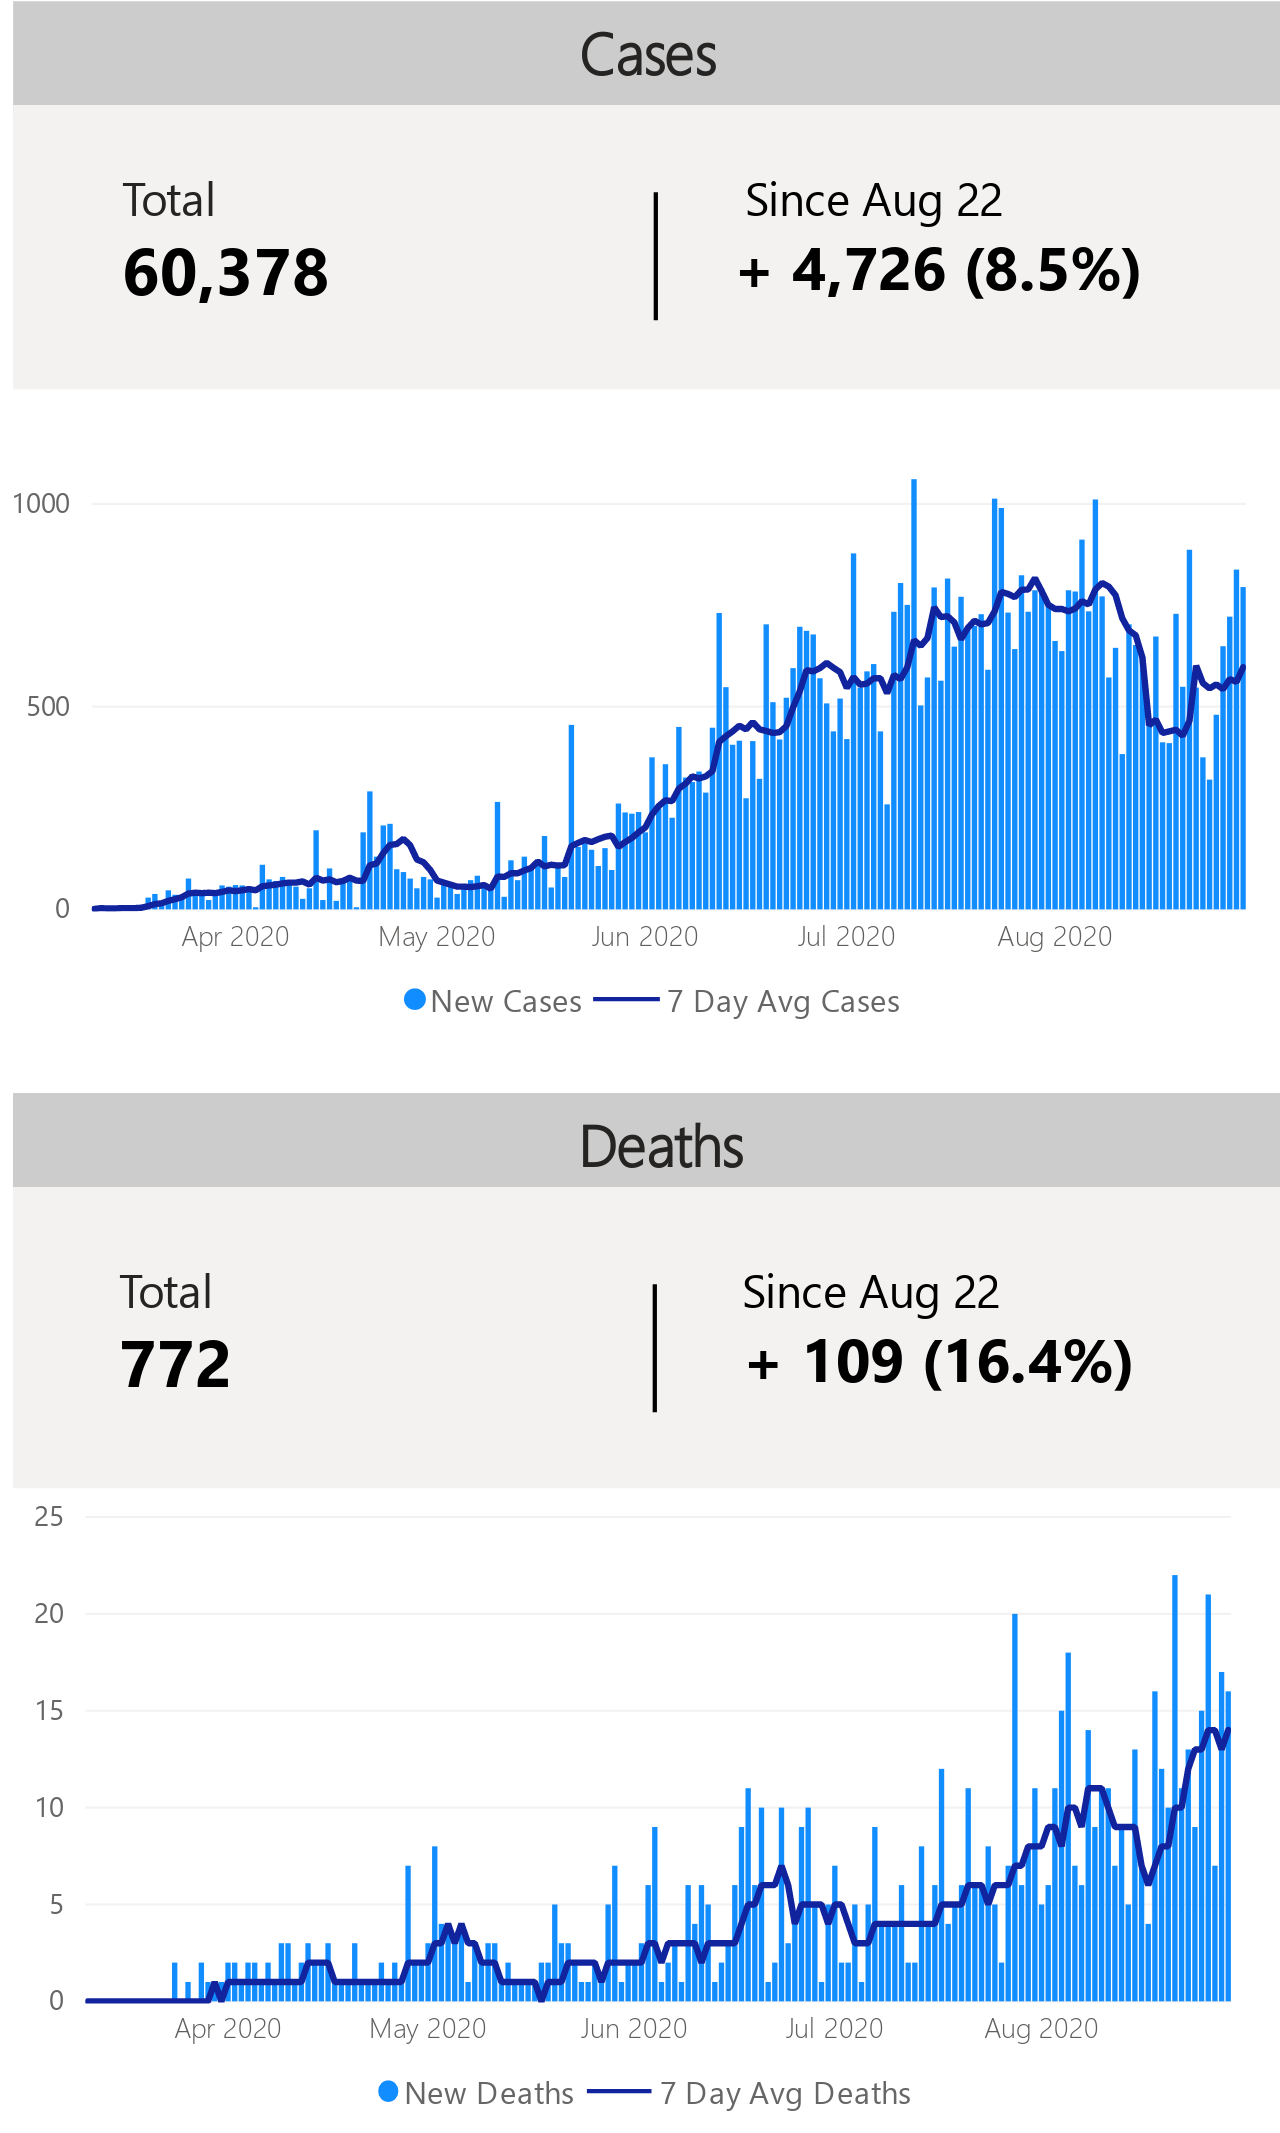 Cases
Total
Since Aug 22
60,378
+ 4,726 (8.5%)
1000
500
0
Apr 2020 May 2020 Jun 2020 Jul 2020 Aug 2020
New Cases 7 Day Avg Cases
Deaths
Total
Since Aug 22
772
+ 109 (16.4%)
25
20
15
10
5
0
Apr 2020 May 2020 Jun 2020 Jul 2020 Aug 2020
New Deaths 7 Day Avg Deaths